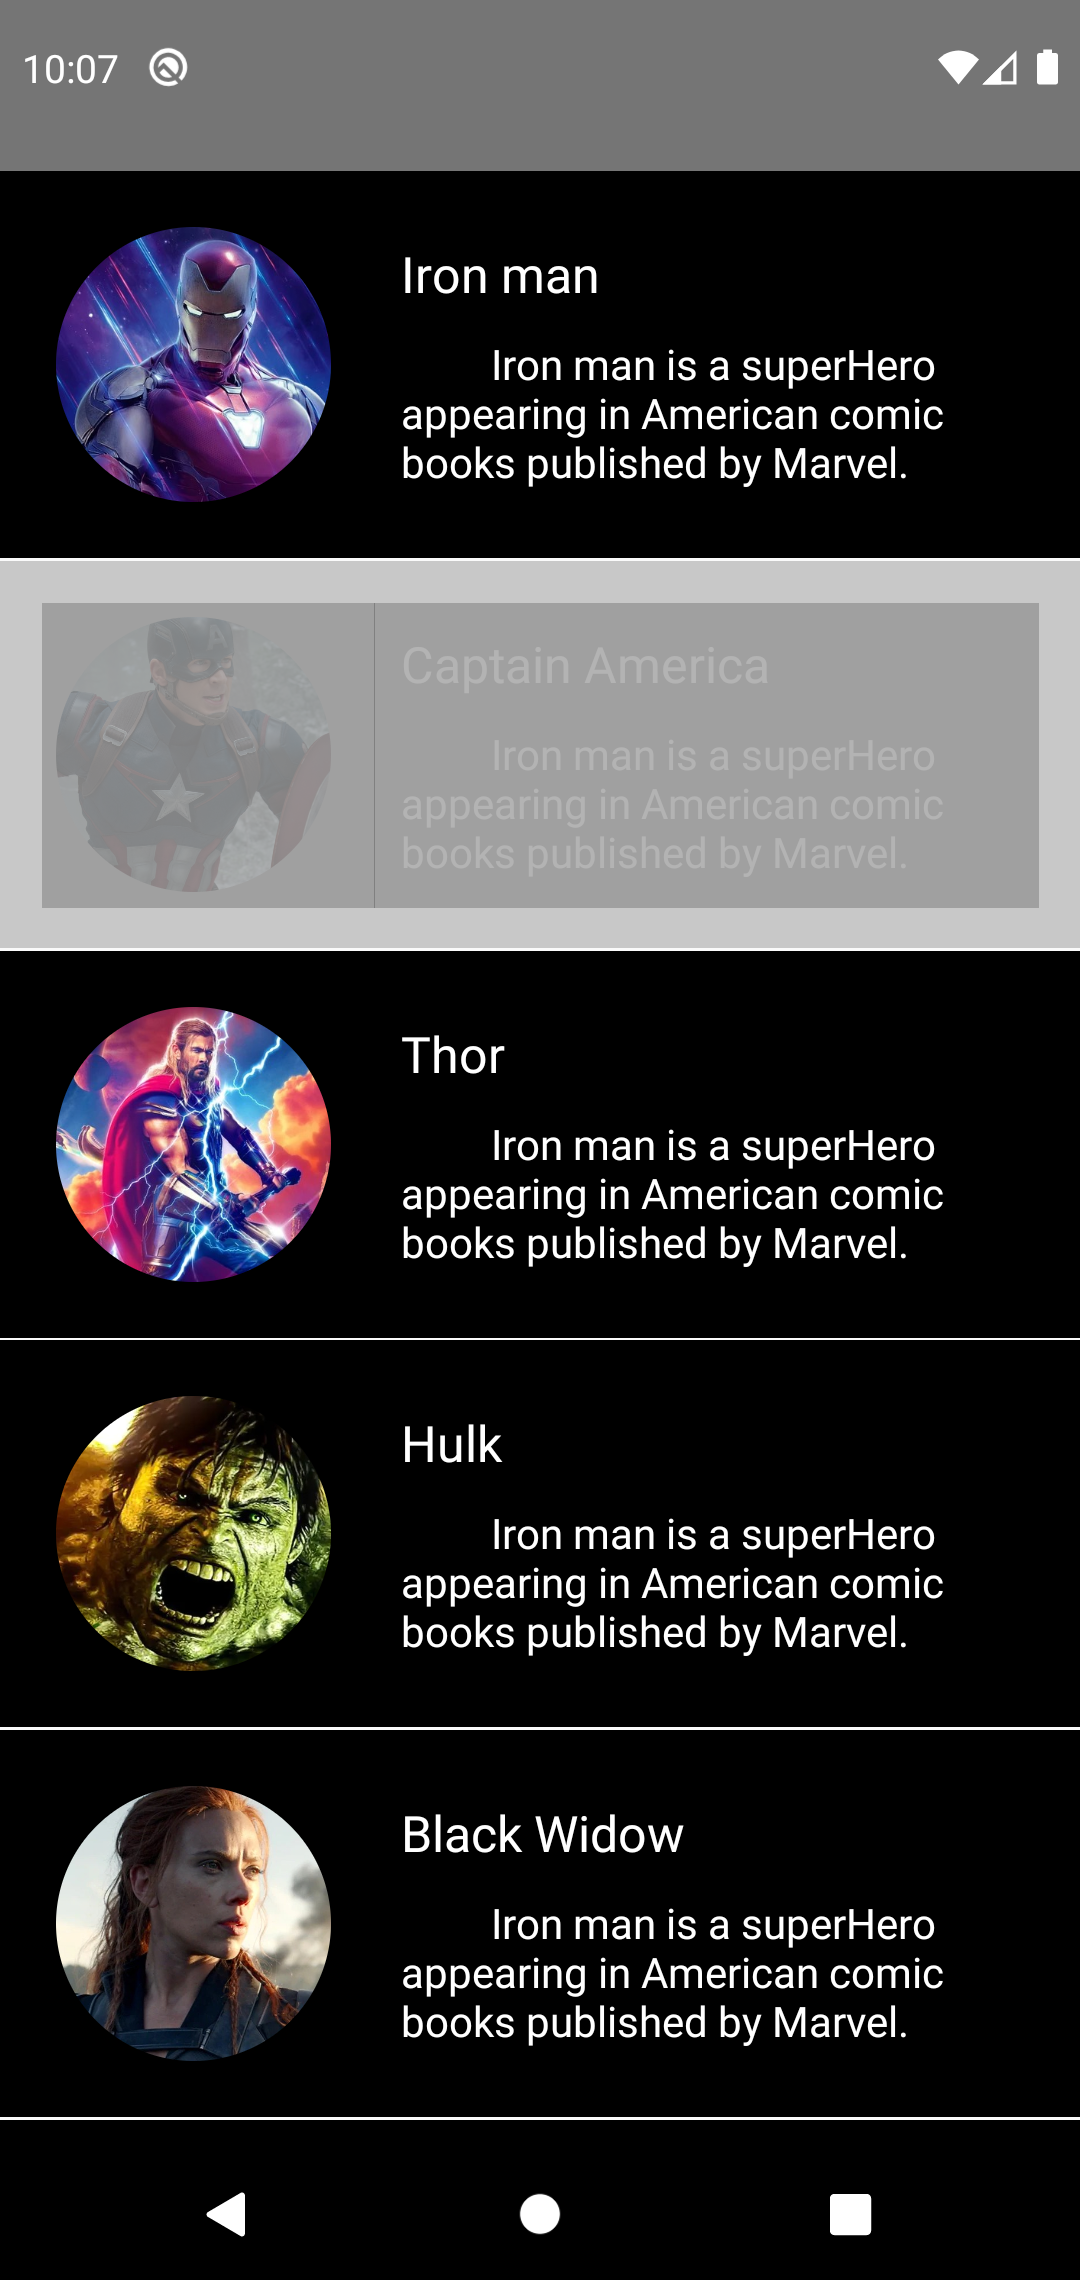 10:07
Iron man
Iron man is a superHero
appearing in American comic
books published by Marvel.
Captain America
Iron man is a superHero
appearing in American comic
books published by Marvel.
Thor
Iron man is a superHero
appearing in American comic
books published by Marvel.
Hulk
Iron man is a superHero
appearing in American comic
books published by Marvel.
Black Widow
Iron man is a superHero
appearing in American comic
books published by Marvel.